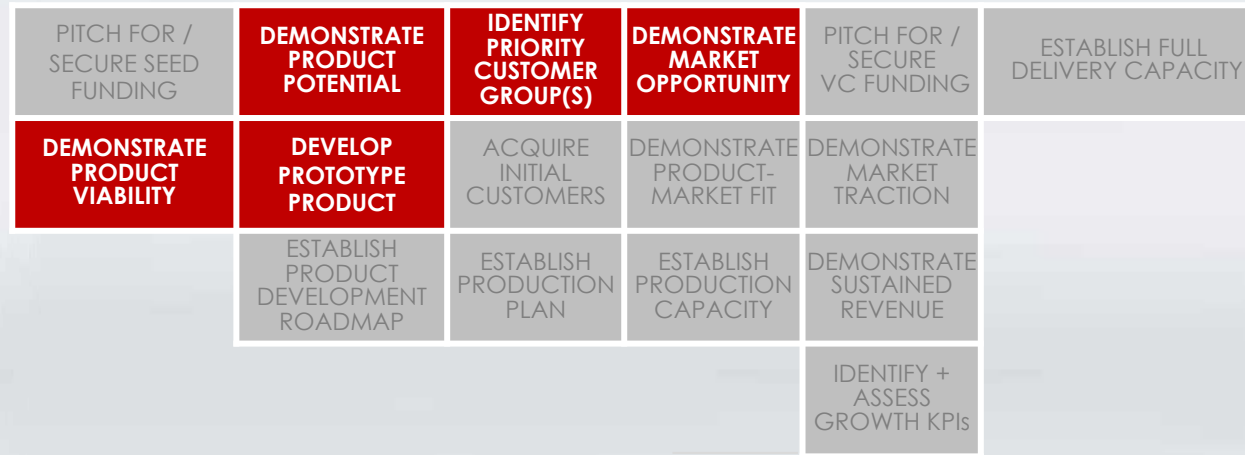 PITCH FOR /
SECURE SEED
FUNDING
DEMONSTRATE
PRODUCT
POTENTIAL
IDENTIFY
PRIORITY
CUSTOMER
GROUP(S)
DEMONSTRATE
MARKET
OPPORTUNITY
PITCH FOR /
SECURE
VC FUNDING
ESTABLISH FULL
DELIVERY CAPACITY
DEMONSTRATE
PRODUCT
VIABILITY
DEVELOP
PROTOTYPE
PRODUCT
ACQUIRE
INITIAL
CUSTOMERS
DEMONSTRATE
PRODUCT-
MARKET FIT
DEMONSTRATE
MARKET
TRACTION
ESTABLISH
PRODUCT
DEVELOPMENT
ROADMAP
ESTABLISH
PRODUCTION
PLAN
ESTABLISH
PRODUCTION
CAPACITY
DEMONSTRATE
SUSTAINED
REVENUE
IDENTIFY +
ASSESS
GROWTH KPIs